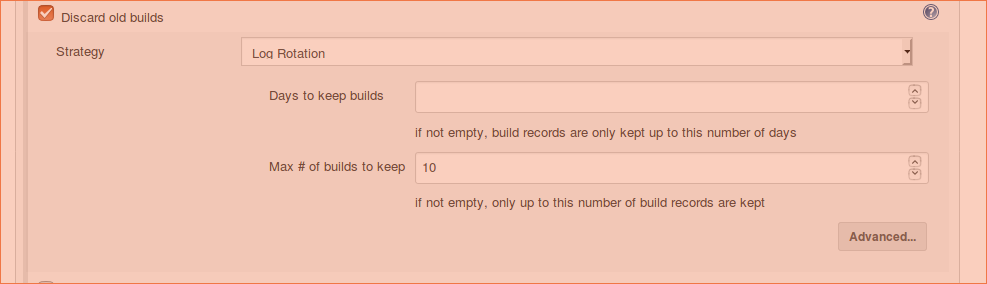 Discard old builds
?
Strategy
Log Rotation
Days to keep builds
if not empty, build records are only kept up to this number of days
Max # of builds to keep
10
if not empty, only up to this number of build records are kept
Advanced...